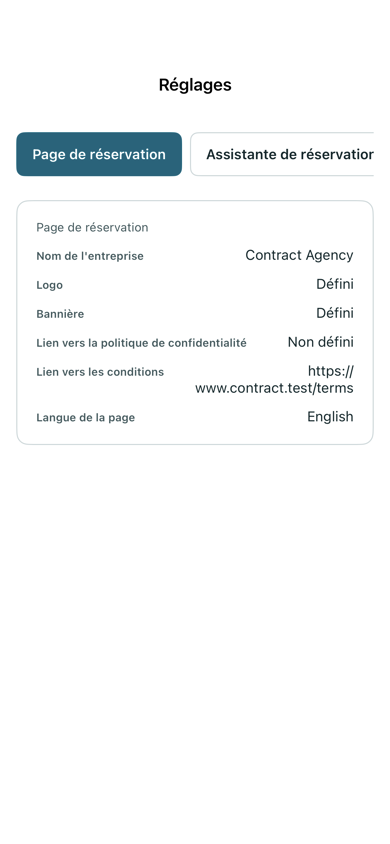 Réglages
Page de réservation
Assistante de réservation
Page de réservation
Nom de l'entreprise Contract Agency
Logo Défini
Bannière Défini
Lien vers la politique de confidentialité Non défini
Lien vers les conditions https://
www.contract.test/terms
Langue de la page English